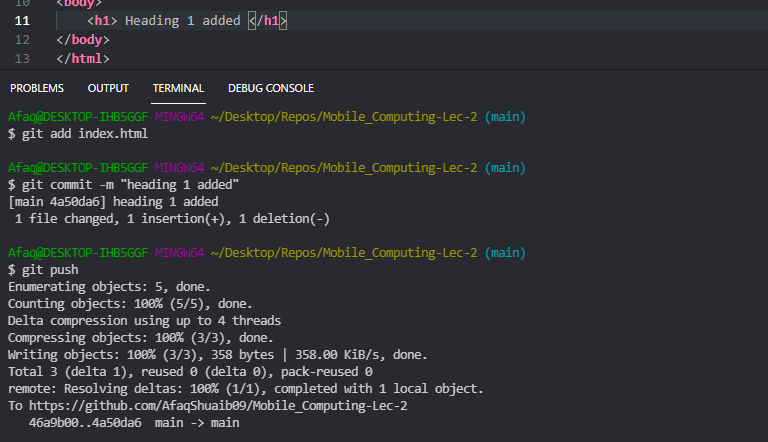 10 <body>
11 <h1> Heading 1 added </h1>
12 </body>
13 </html>
PROBLEMS OUTPUT TERMINAL DEBUG CONSOLE
Afaq@DESKTOP-IHB5GGF MINGW64 ~/Desktop/Repos/Mobile_Computing-Lec-2 (main)
$ git add index.html
Afaq@DESKTOP-IHB5GGF MINGW64 ~/Desktop/Repos/Mobile_Computing-Lec-2 (main)
$ git commit -m "heading 1 added"
[main 4a50da6] heading 1 added
1 file changed, 1 insertion(+), 1 deletion(-)
Afaq@DESKTOP-IHB5GGF MINGW64 ~/Desktop/Repos/Mobile_Computing-Lec-2 (main)
$ git push
Enumerating objects: 5, done.
Counting objects: 100% (5/5), done.
Delta compression using up to 4 threads
Compressing objects: 100% (3/3), done.
Writing objects: 100% (3/3), 358 bytes | 358.00 KiB/s, done.
Total 3 (delta 1), reused 0 (delta 0), pack-reused 0
remote: Resolving deltas: 100% (1/1), completed with 1 local object.
To https://github.com/AfaqShuaib09/Mobile_Computing-Lec-2
46a9b00..4a50da6 main -> main